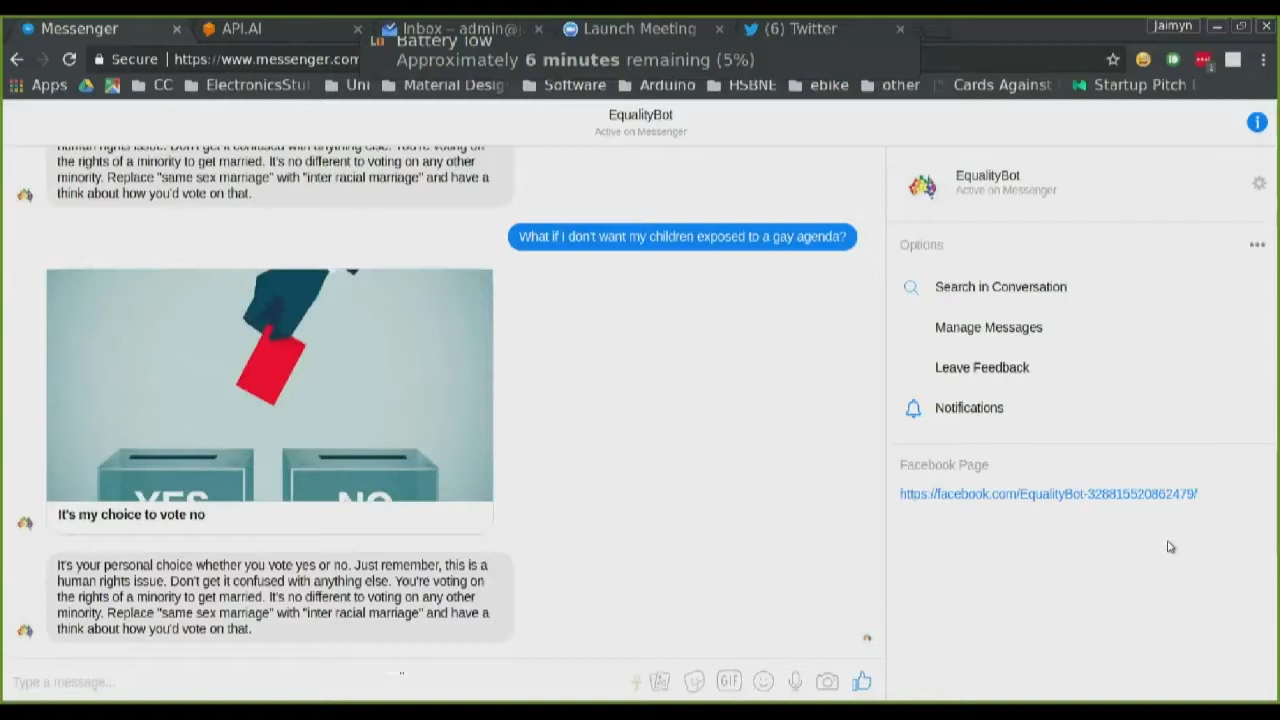 Messenger
API.AI
Inbox – admin@
Launch Meeting
(6) Twitter
Jaimyn
Battery low
Approximately 6 minutes remaining (5%)
Secure
https://www.messenger.com
Apps
CC
ElectronicsStu
Uni
Material Desig
Software
Arduino
HSBNE
ebike
other
Cards Against
Startup Pitch
EqualityBot
Active on Messenger
human rights issue. Don't get it confused with anything else. You're voting on
the rights of a minority to get married. It's no different to voting on any other
minority. Replace "same sex marriage" with "inter racial marriage" and have a
think about how you'd vote on that.
What if I don't want my children exposed to a gay agenda?
YES
NO
It's my choice to vote no
It's your personal choice whether you vote yes or no. Just remember, this is a
human rights issue. Don't get it confused with anything else. You're voting on
the rights of a minority to get married. It's no different to voting on any other
minority. Replace "same sex marriage" with "inter racial marriage" and have a
think about how you'd vote on that.
Type a message...
GIF
EqualityBot
Active on Messenger
Options
Search in Conversation
Manage Messages
Leave Feedback
Notifications
Facebook Page
https://facebook.com/EqualityBot-328815520862479/